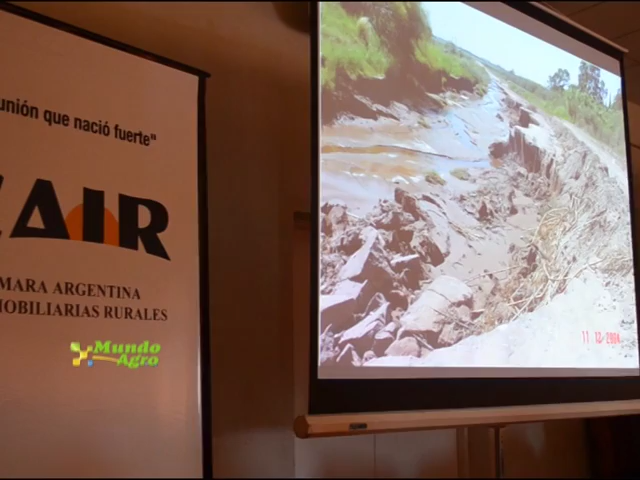 unión que nació fuerte"
CAIR
MARA ARGENTINA
MOBILIARIAS RURALES
Mundo
Agro
11 12 2004